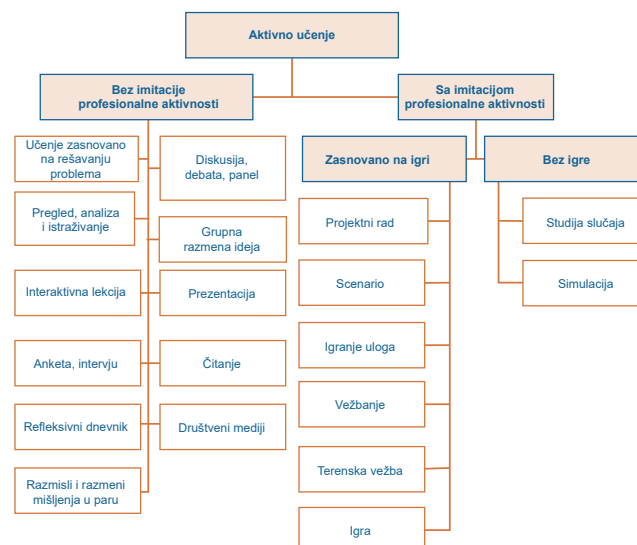 Aktivno učenje
Bez imitacije
profesionalne aktivnosti
Sa imitacijom
profesionalne aktivnosti
Učenje zasnovano
na rešavanju
problema
Diskusija,
debata, panel
Pregled, analiza
i istraživanje
Grupna
razmena ideja
Interaktivna lekcija
Prezentacija
Anketa, intervju
Čitanje
Refleksivni dnevnik
Društveni mediji
Razmisli i razmeni
mišljenja u paru
Zasnovano na igri
Bez igre
Projektni rad
Scenario
Igranje uloga
Vežbanje
Terenska vežba
Igra
Studija slučaja
Simulacija